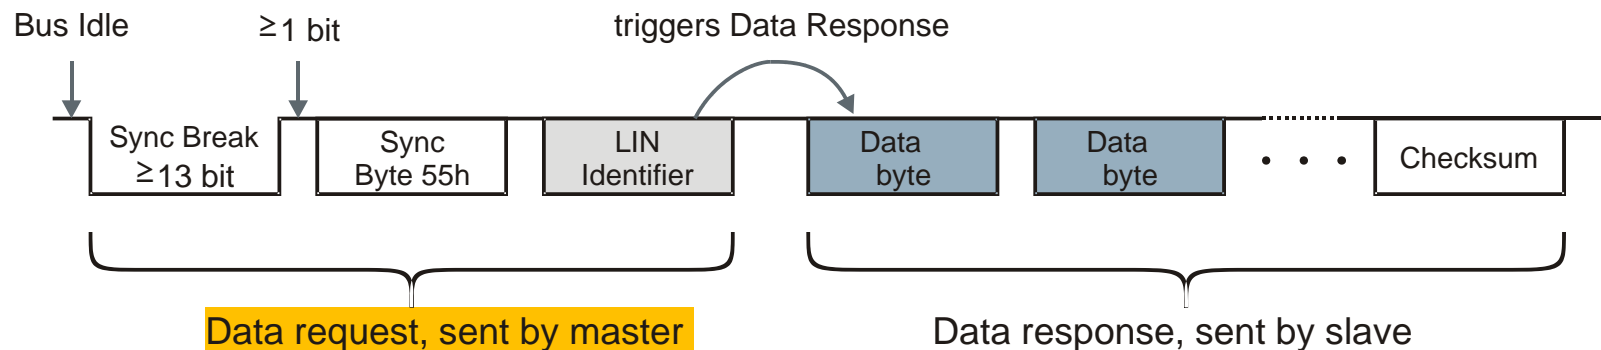 Bus Idle
≥1 bit
triggers Data Response
Sync Break
≥13 bit
Sync
Byte 55h
LIN
Identifier
Data
byte
Data
byte
• • •
Checksum
Data request, sent by master
Data response, sent by slave